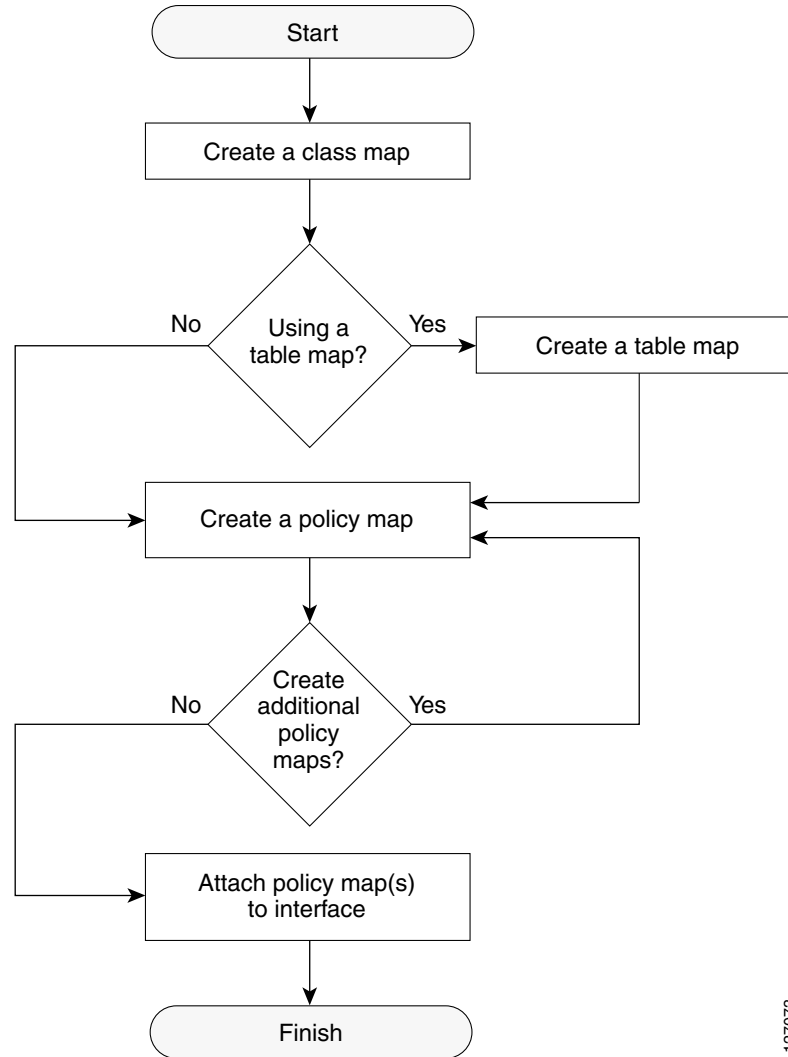 Start
Create a class map
No
Using a
table map?
Yes
Create a table map
Create a policy map
No
Create
additional
policy
maps?
Yes
Attach policy map(s)
to interface
Finish